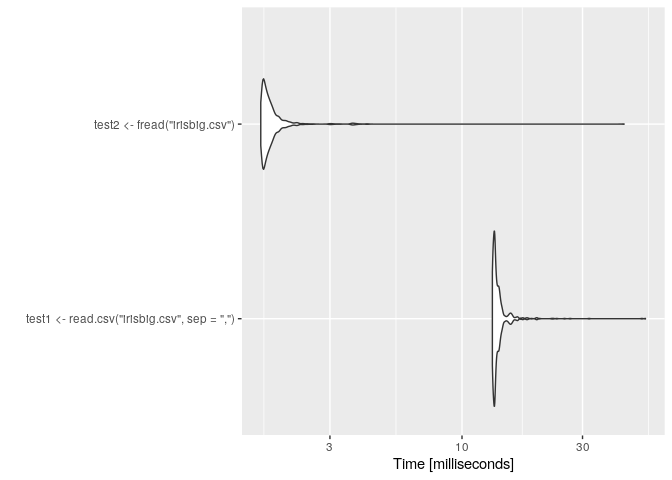 test2 <- fread("irisbig.csv")
test1 <- read.csv("irisbig.csv", sep = ",")
3 10 30
Time [milliseconds]